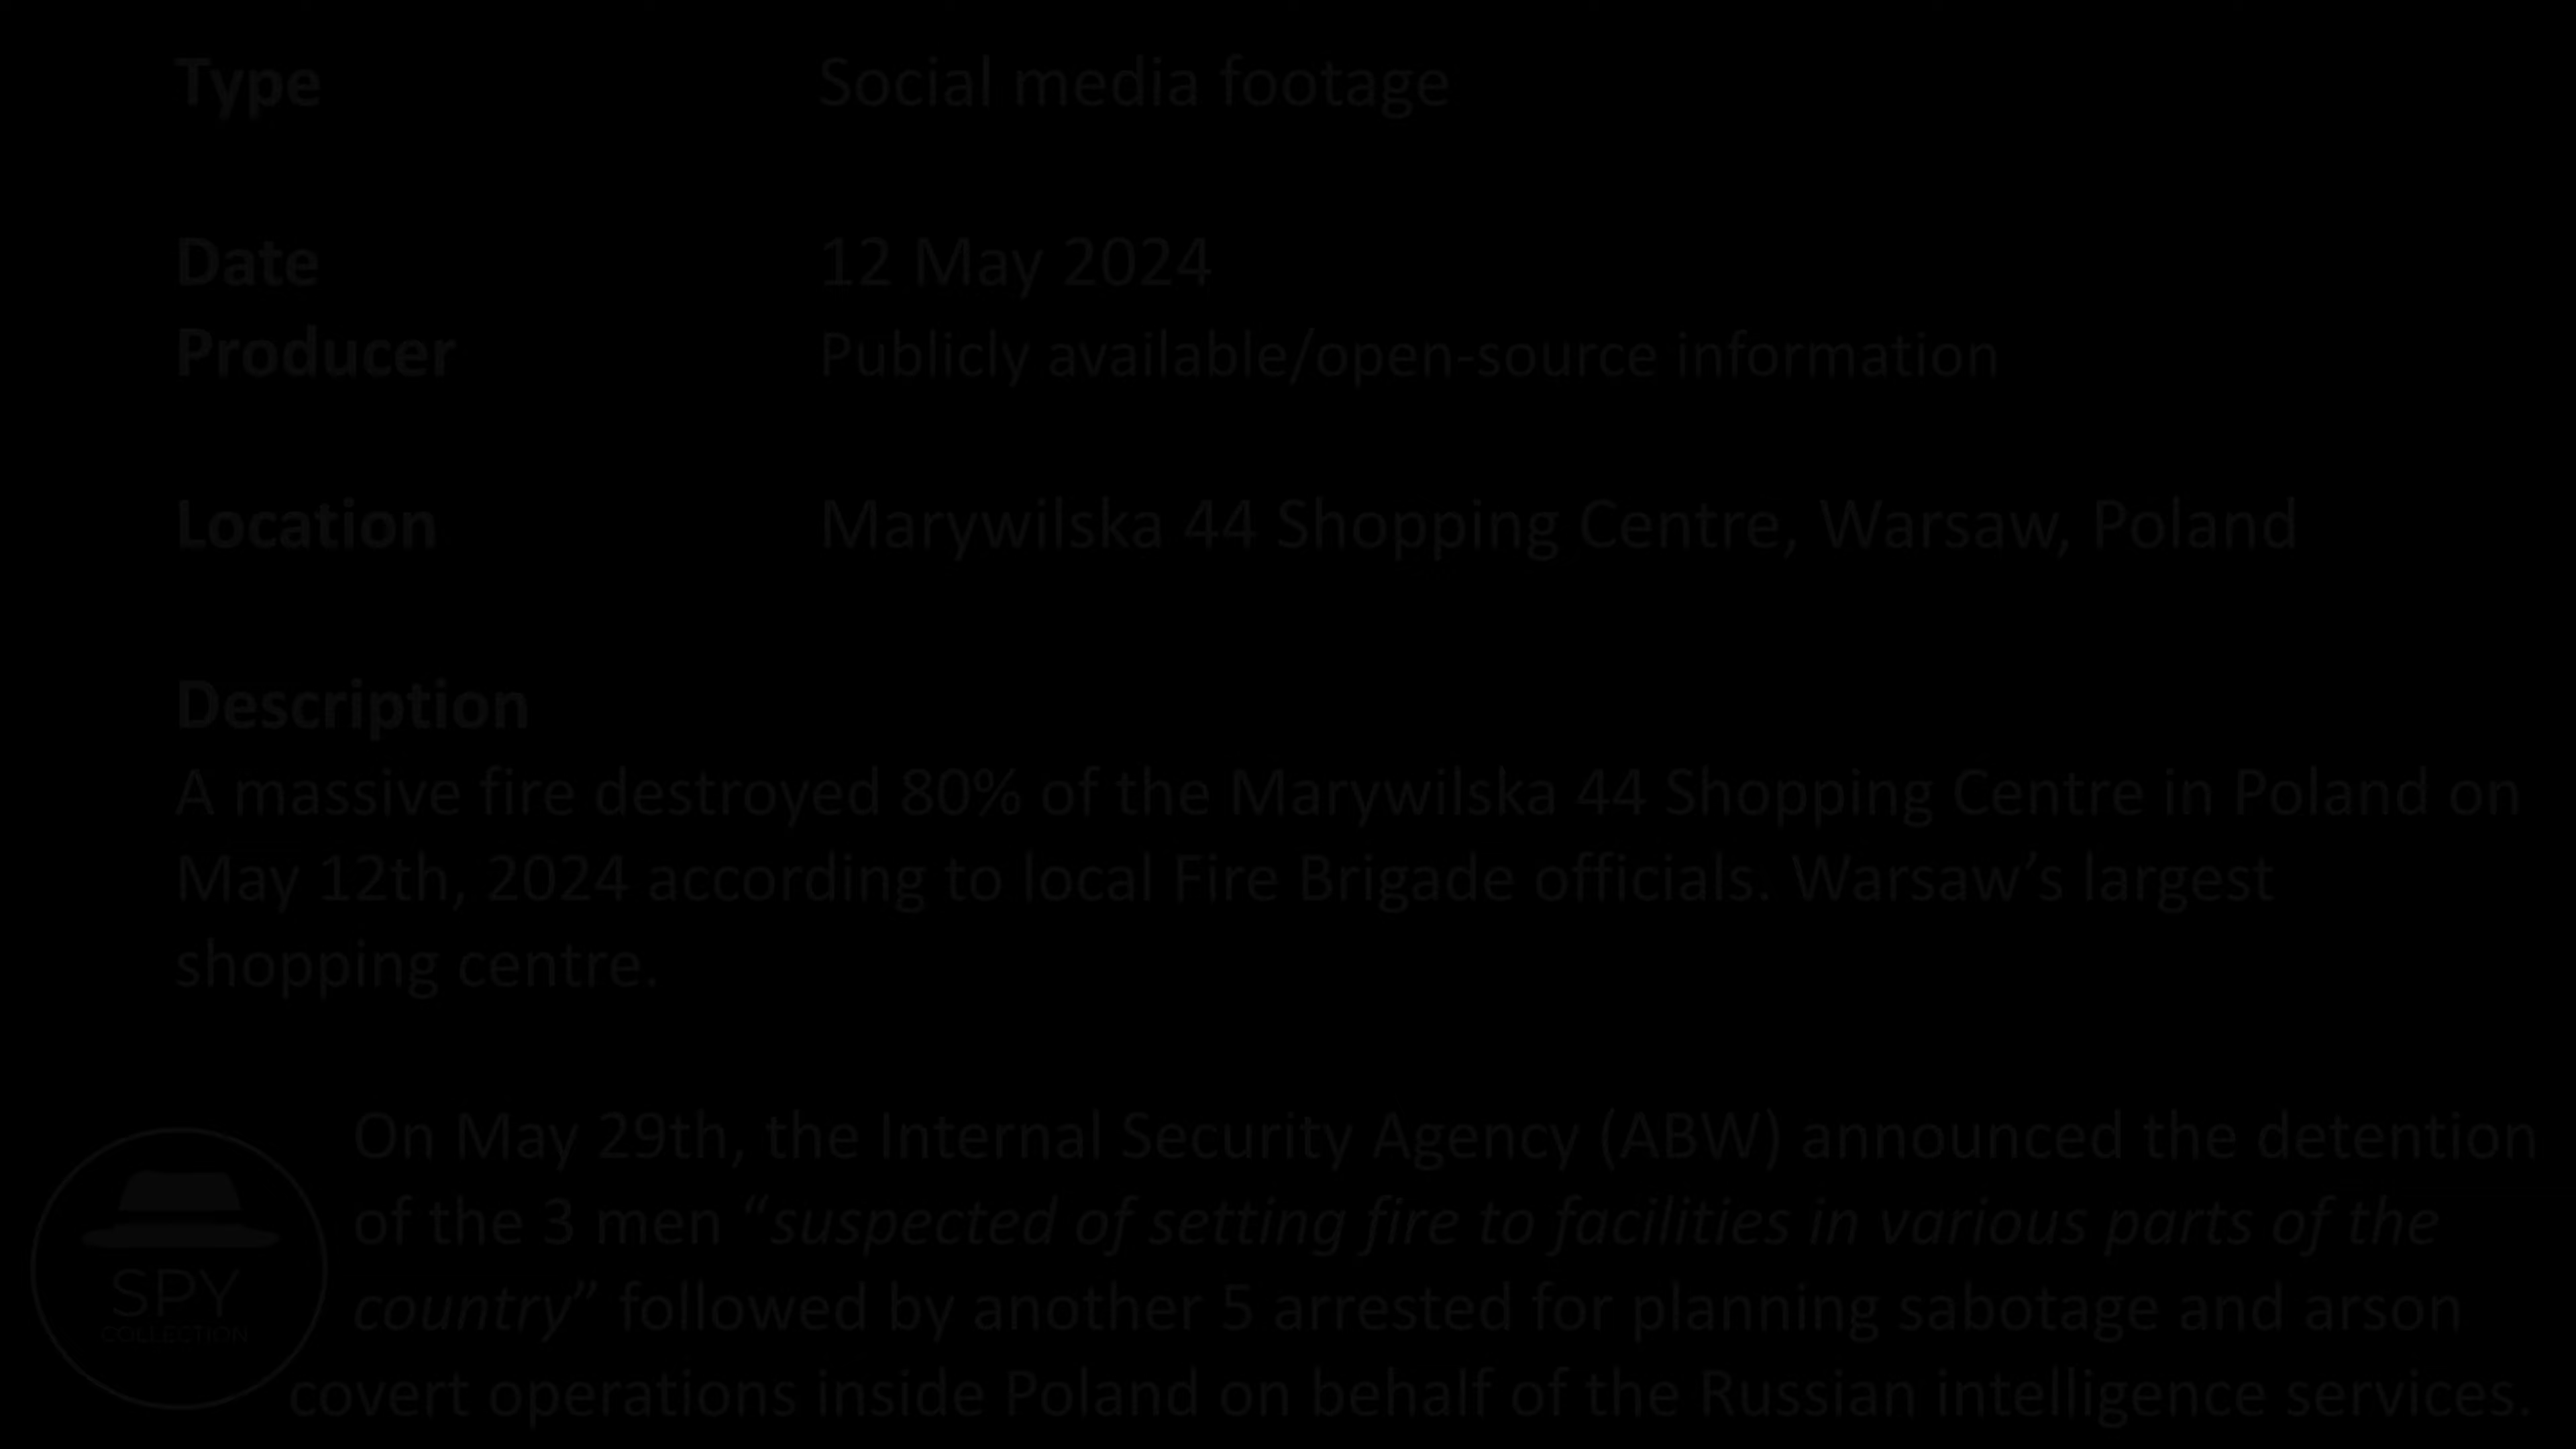 Type Social media footage
Date 12 May 2024
Producer Publicly available/open-source information
Location Marywilska 44 Shopping Centre, Warsaw, Poland
Description
A massive fire destroyed 80% of the Marywilska 44 Shopping Centre in Poland on
May 12th, 2024 according to local Fire Brigade officials. Warsaw’s largest
shopping centre.
On May 29th, the Internal Security Agency (ABW) announced the detention
of the 3 men “suspected of setting fire to facilities in various parts of the
country” followed by another 5 arrested for planning sabotage and arson
covert operations inside Poland on behalf of the Russian intelligence services.
SPY
COLLECTION